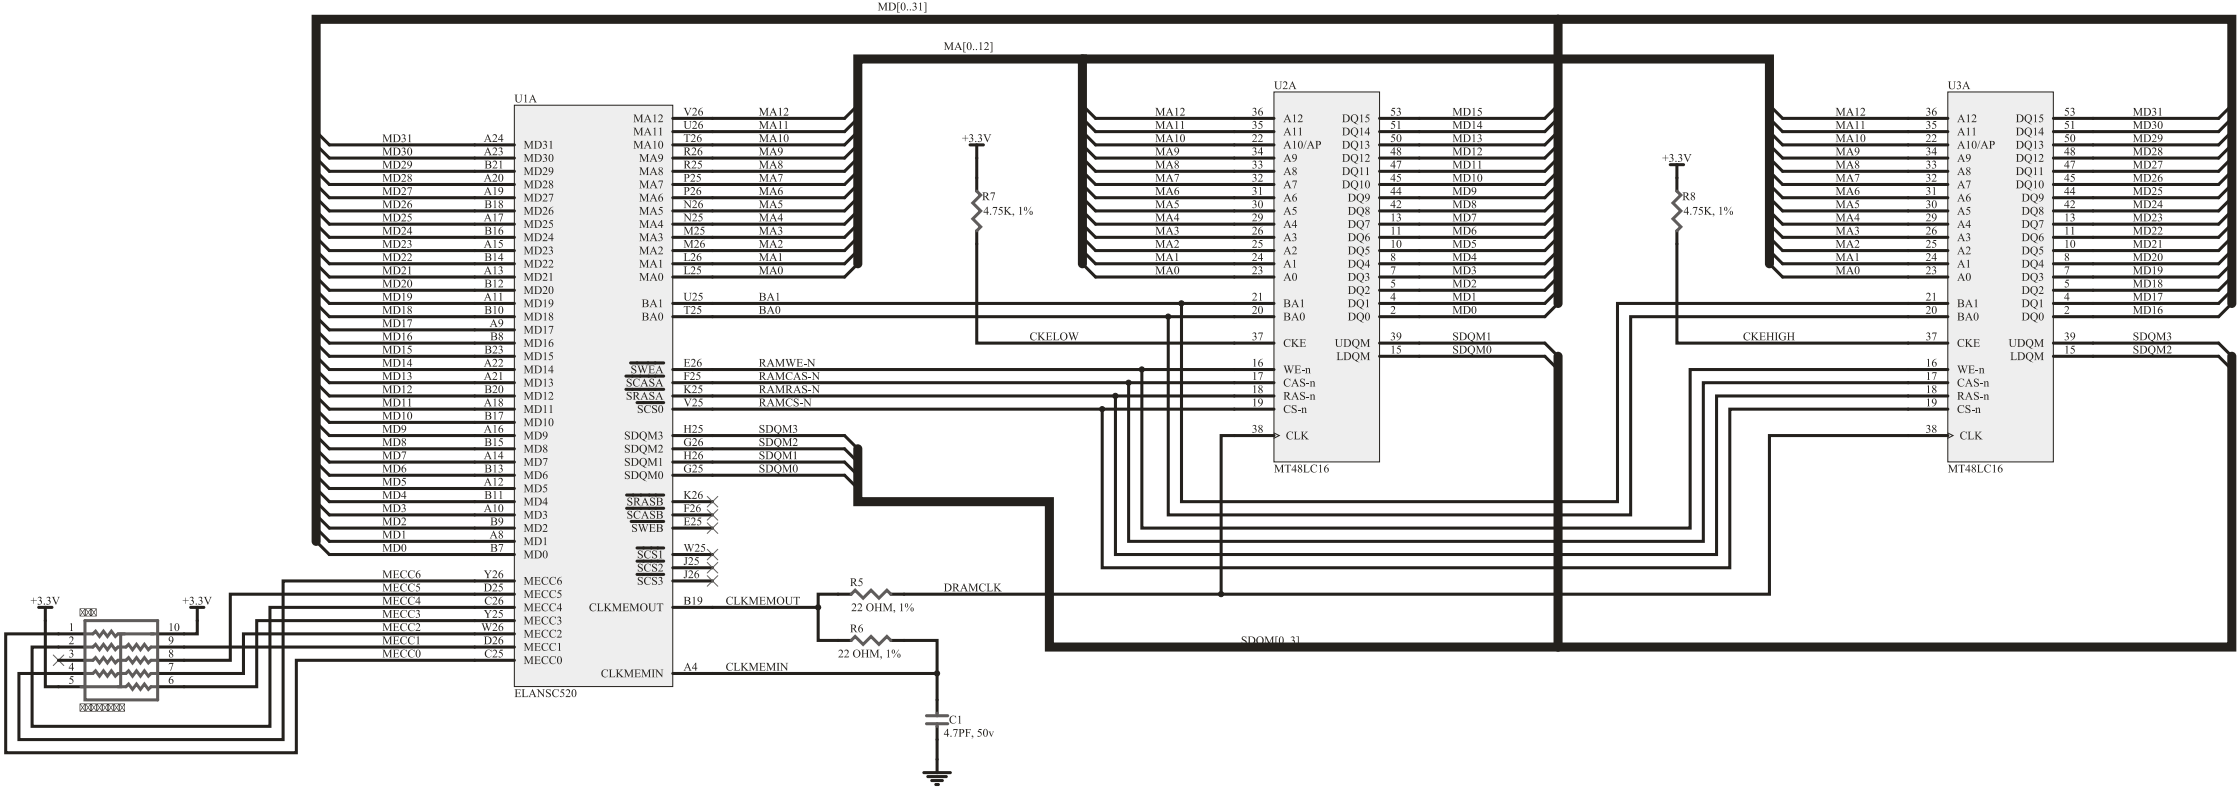 MD[0..31]
MA[0..12]
U1A
MD31 A24 MD31
MD30 A23 MD30
MD29 B21 MD29
MD28 A20 MD28
MD27 A19 MD27
MD26 B18 MD26
MD25 A17 MD25
MD24 B16 MD24
MD23 A15 MD23
MD22 B14 MD22
MD21 A13 MD21
MD20 B12 MD20
MD19 A11 MD19
MD18 B10 MD18
MD17 A9 MD17
MD16 B8 MD16
MD15 B23 MD15
MD14 A22 MD14
MD13 A21 MD13
MD12 B20 MD12
MD11 A18 MD11
MD10 B17 MD10
MD9 A16 MD9
MD8 B15 MD8
MD7 A14 MD7
MD6 B13 MD6
MD5 A12 MD5
MD4 B11 MD4
MD3 A10 MD3
MD2 B9 MD2
MD1 A8 MD1
MD0 B7 MD0
MECC6 Y26 MECC6
MECC5 D25 MECC5
MECC4 C26 MECC4
MECC3 Y25 MECC3
MECC2 W26 MECC2
MECC1 D26 MECC1
MECC0 C25 MECC0
MA12 V26 MA12
MA11 U26 MA11
MA10 T26 MA10
MA9 R26 MA9
MA8 R25 MA8
MA7 P25 MA7
MA6 P26 MA6
MA5 N26 MA5
MA4 N25 MA4
MA3 M25 MA3
MA2 M26 MA2
MA1 L26 MA1
MA0 L25 MA0
BA1 U25 BA1
BA0 T25 BA0
SWEA E26 RAMWE-N
SCASA F25 RAMCAS-N
SRASA K25 RAMRAS-N
SCS0 V25 RAMCS-N
SDQM3 H25 SDQM3
SDQM2 G26 SDQM2
SDQM1 H26 SDQM1
SDQM0 G25 SDQM0
SRASB K26
SCASB F26
SWEB E25
SCS1 W25
SCS2 J25
SCS3 J26
CLKMEMOUT B19 CLKMEMOUT
CLKMEMIN A4 CLKMEMIN
ELANSC520
+3.3V
+3.3V
1 10
2 9
3 8
4 7
5 6
R5
22 OHM, 1%
R6
22 OHM, 1%
DRAMCLK
C1
4.7PF, 50v
SDQM[0..3]
+3.3V
R7
4.75K, 1%
CKELOW
U2A
MA12 36 A12
MA11 35 A11
MA10 22 A10/AP
MA9 34 A9
MA8 33 A8
MA7 32 A7
MA6 31 A6
MA5 30 A5
MA4 29 A4
MA3 26 A3
MA2 25 A2
MA1 24 A1
MA0 23 A0
21 BA1
20 BA0
37 CKE
16 WE-n
17 CAS-n
18 RAS-n
19 CS-n
38 CLK
DQ15 53 MD15
DQ14 51 MD14
DQ13 50 MD13
DQ12 48 MD12
DQ11 47 MD11
DQ10 45 MD10
DQ9 44 MD9
DQ8 42 MD8
DQ7 13 MD7
DQ6 11 MD6
DQ5 10 MD5
DQ4 8 MD4
DQ3 7 MD3
DQ2 5 MD2
DQ1 4 MD1
DQ0 2 MD0
UDQM 39 SDQM1
LDQM 15 SDQM0
MT48LC16
+3.3V
R8
4.75K, 1%
CKEHIGH
U3A
MA12 36 A12
MA11 35 A11
MA10 22 A10/AP
MA9 34 A9
MA8 33 A8
MA7 32 A7
MA6 31 A6
MA5 30 A5
MA4 29 A4
MA3 26 A3
MA2 25 A2
MA1 24 A1
MA0 23 A0
21 BA1
20 BA0
37 CKE
16 WE-n
17 CAS-n
18 RAS-n
19 CS-n
38 CLK
DQ15 53 MD31
DQ14 51 MD30
DQ13 50 MD29
DQ12 48 MD28
DQ11 47 MD27
DQ10 45 MD26
DQ9 44 MD25
DQ8 42 MD24
DQ7 13 MD23
DQ6 11 MD22
DQ5 10 MD21
DQ4 8 MD20
DQ3 7 MD19
DQ2 5 MD18
DQ1 4 MD17
DQ0 2 MD16
UDQM 39 SDQM3
LDQM 15 SDQM2
MT48LC16